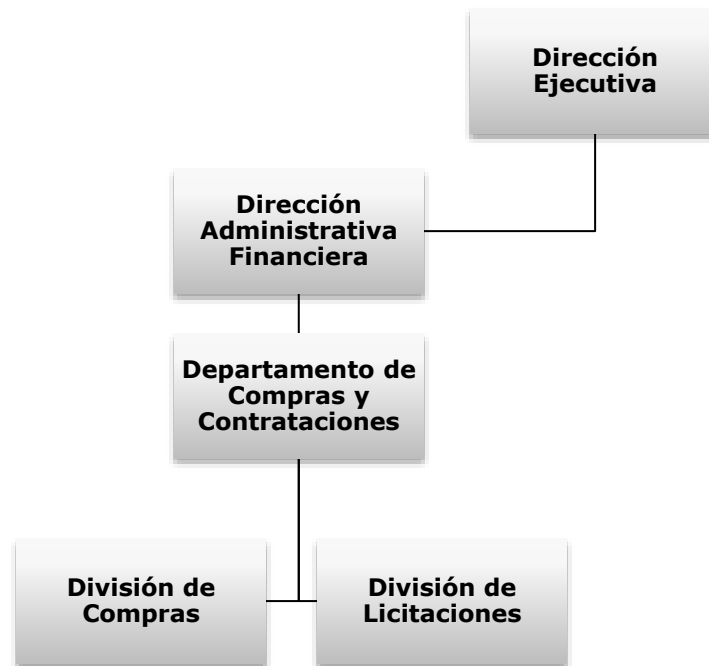 Dirección
Ejecutiva
Dirección
Administrativa
Financiera
Departamento de
Compras y
Contrataciones
División de
Compras
División de
Licitaciones